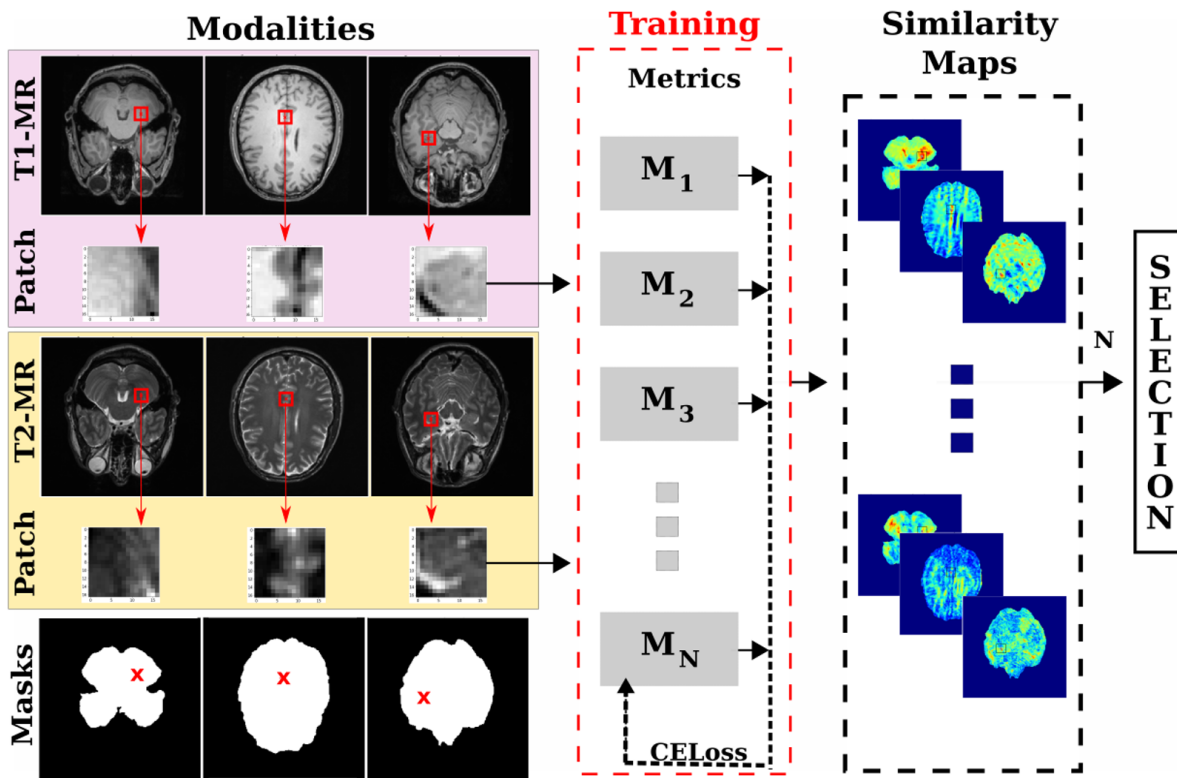 Modalities
Training
Similarity
Maps
T1-MR
Patch
T2-MR
Patch
Masks
x
x
x
Metrics
M1
M2
M3
MN
CELoss
N
SELECTION